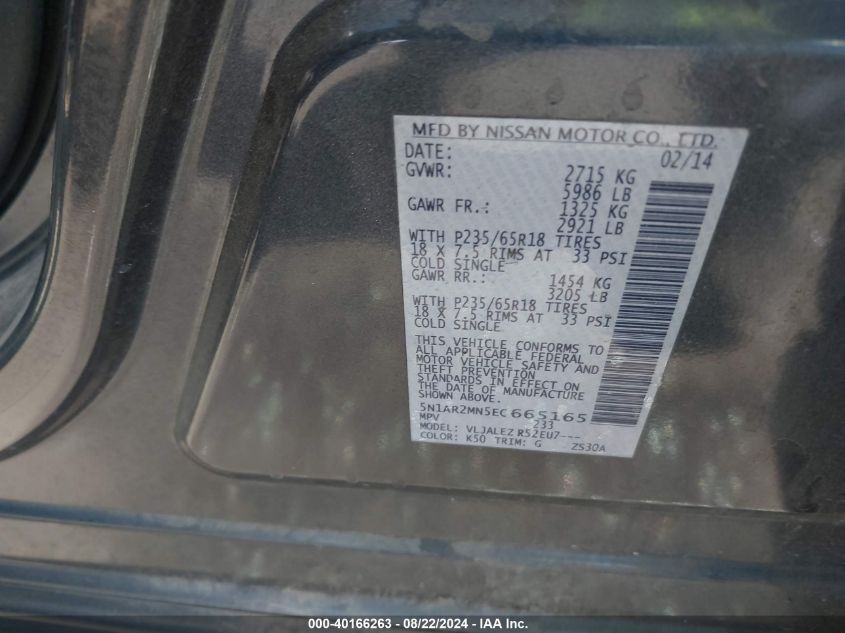 MFD BY NISSAN MOTOR CO., LTD.
DATE: 02/14
GVWR: 2715 KG
5986 LB
GAWR FR.: 1325 KG
2921 LB
WITH P235/65R18 TIRES
18 X 7.5 RIMS AT 33 PSI
COLD SINGLE
GAWR RR.: 1454 KG
3205 LB
WITH P235/65R18 TIRES
18 X 7.5 RIMS AT 33 PSI
COLD SINGLE
THIS VEHICLE CONFORMS TO
ALL APPLICABLE FEDERAL
MOTOR VEHICLE SAFETY AND
THEFT PREVENTION
STANDARDS IN EFFECT ON
THE DATE OF MANUFACTURE
SHOWN ABOVE.
5N1AR2MN5EC665165
MPV 233
MODEL: VLJALEZ R52EU7---
COLOR: K50 TRIM: G ZS30A
000-40166263 - 08/22/2024 - IAAI Inc.